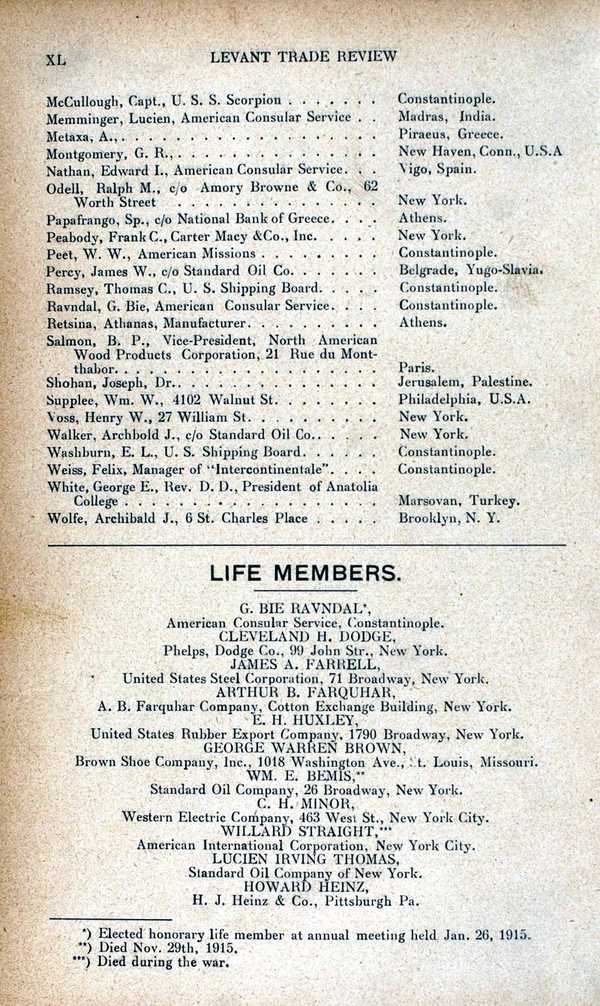 XL LEVANT TRADE REVIEW
McCullough, Capt., U. S. S. Scorpion . . . . . . . Constantinople.
Memminger, Lucien, American Consular Service . . Madras, India.
Metaxa, A.,. . . . . . . . . . . . . . . . . . Piraeus, Greece.
Montgomery, G. R.,. . . . . . . . . . . . . . New Haven, Conn., U.S.A
Nathan, Edward I., American Consular Service. . . Vigo, Spain.
Odell, Ralph M., c/o Amory Browne & Co., 62
Worth Street . . . . . . . . . . . . . . New York.
Papafrango, Sp., c/o National Bank of Greece. . . . Athens.
Peabody, Frank C., Carter Macy &Co., Inc. . . . . New York.
Peet, W. W., American Missions . . . . . . . . . Constantinople.
Percy, James W., c/o Standard Oil Co. . . . . . . Belgrade, Yugo-Slavia.
Ramsey, Thomas C., U. S. Shipping Board. . . . . Constantinople.
Ravndal, G. Bie, American Consular Service. . . . Constantinople.
Retsina, Athanas, Manufacturer. . . . . . . . . . Athens.
Salmon, B. P., Vice-President, North American
Wood Products Corporation, 21 Rue du Mont-
thabor. . . . . . . . . . . . . . . . . . . Paris.
Shohan, Joseph, Dr.. . . . . . . . . . . . . . . Jerusalem, Palestine.
Supplee, Wm. W., 4102 Walnut St. . . . . . . . . Philadelphia, U.S.A.
Voss, Henry W., 27 William St. . . . . . . . . . New York.
Walker, Archbold J., c/o Standard Oil Co.. . . . . New York.
Washburn, E. L., U. S. Shipping Board. . . . . . Constantinople.
Weiss, Felix, Manager of "Intercontinentale". . . . Constantinople.
White, George E., Rev. D. D., President of Anatolia
College . . . . . . . . . . . . . . . . . . . Marsovan, Turkey.
Wolfe, Archibald J., 6 St. Charles Place . . . . . Brooklyn, N. Y.
LIFE MEMBERS.
G. BIE RAVNDAL*,
American Consular Service, Constantinople.
CLEVELAND H. DODGE,
Phelps, Dodge Co., 99 John Str., New York.
JAMES A. FARRELL,
United States Steel Corporation, 71 Broadway, New York.
ARTHUR B. FARQUHAR,
A. B. Farquhar Company, Cotton Exchange Building, New York.
E. H. HUXLEY,
United States Rubber Export Company, 1790 Broadway, New York.
GEORGE WARREN BROWN,
Brown Shoe Company, Inc., 1018 Washington Ave., St. Louis, Missouri.
WM. E. BEMIS,**
Standard Oil Company, 26 Broadway, New York.
C. H. MINOR,
Western Electric Company, 463 West St., New York City.
WILLARD STRAIGHT,***
American International Corporation, New York City.
LUCIEN IRVING THOMAS,
Standard Oil Company of New York.
HOWARD HEINZ,
H. J. Heinz & Co., Pittsburgh Pa.
*) Elected honorary life member at annual meeting held Jan. 26, 1915.
**) Died Nov. 29th, 1915.
***) Died during the war.